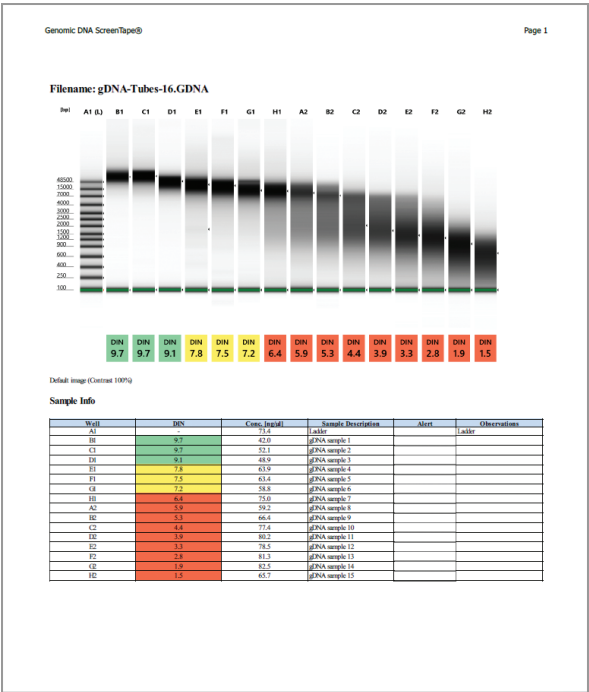 Genomic DNA ScreenTape® Page 1
Filename: gDNA-Tubes-16.GDNA
[bp] A1 (L) B1 C1 D1 E1 F1 G1 H1 A2 B2 C2 D2 E2 F2 G2 H2
48500
15000
7000
4000
3000
2500
2000
1500
1200
900
600
400
250
100
DIN DIN DIN DIN DIN DIN DIN DIN DIN DIN DIN DIN DIN DIN DIN
9.7 9.7 9.1 7.8 7.5 7.2 6.4 5.9 5.3 4.4 3.9 3.3 2.8 1.9 1.5
Default image (Contrast 100%)
Sample Info
Well DIN Conc. [ng/µl] Sample Description Alert Observations
A1 - 73.4 Ladder Ladder
B1 9.7 42.0 gDNA sample 1
C1 9.7 52.1 gDNA sample 2
D1 9.1 48.9 gDNA sample 3
E1 7.8 63.9 gDNA sample 4
F1 7.5 63.4 gDNA sample 5
G1 7.2 58.8 gDNA sample 6
H1 6.4 75.0 gDNA sample 7
A2 5.9 59.2 gDNA sample 8
B2 5.3 66.4 gDNA sample 9
C2 4.4 77.4 gDNA sample 10
D2 3.9 80.2 gDNA sample 11
E2 3.3 78.5 gDNA sample 12
F2 2.8 81.3 gDNA sample 13
G2 1.9 82.5 gDNA sample 14
H2 1.5 65.7 gDNA sample 15